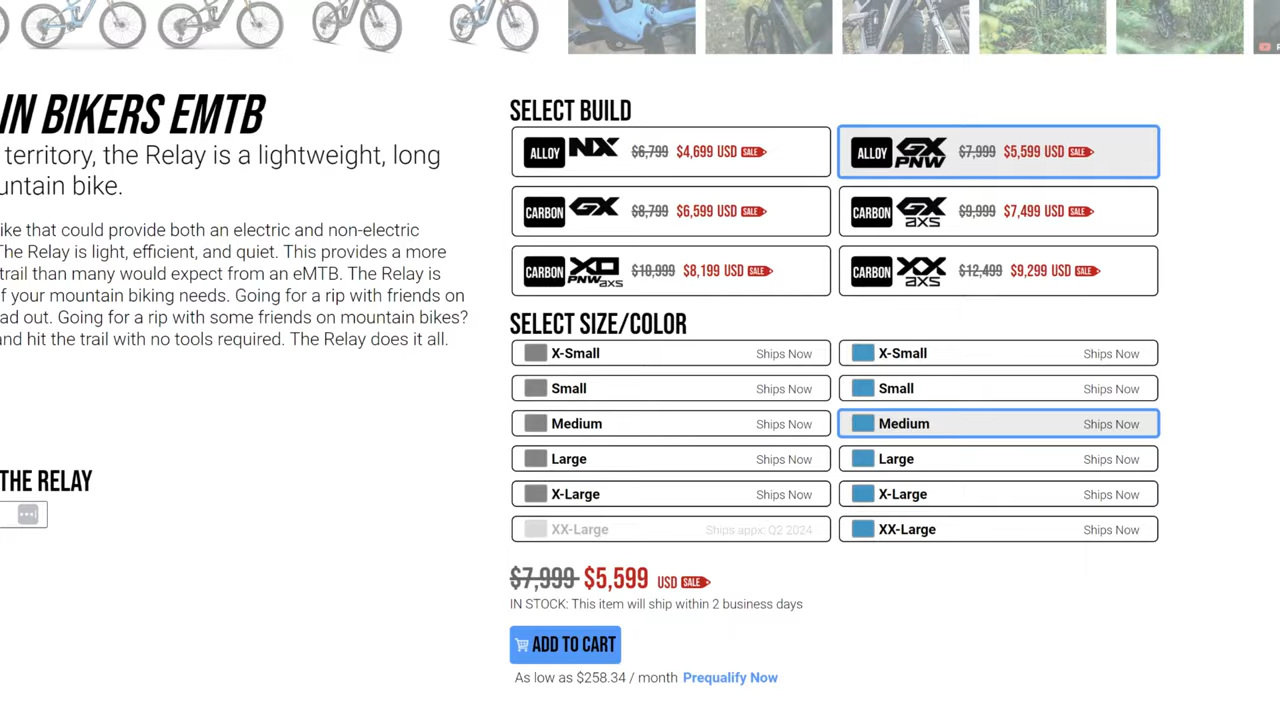 IN BIKERS EMTB
territory, the Relay is a lightweight, long
untain bike.
ike that could provide both an electric and non-electric
The Relay is light, efficient, and quiet. This provides a more
trail than many would expect from an eMTB. The Relay is
f your mountain biking needs. Going for a rip with friends on
ad out. Going for a rip with some friends on mountain bikes?
and hit the trail with no tools required. The Relay does it all.
THE RELAY
SELECT BUILD
ALLOY NX $6,799 $4,699 USD SALE
ALLOY GX PNW $7,999 $5,599 USD SALE
CARBON GX $8,799 $6,599 USD SALE
CARBON GX AXS $9,999 $7,499 USD SALE
CARBON XO PNW AXS $10,999 $8,199 USD SALE
CARBON XX AXS $12,499 $9,299 USD SALE
SELECT SIZE/COLOR
X-Small Ships Now
X-Small Ships Now
Small Ships Now
Small Ships Now
Medium Ships Now
Medium Ships Now
Large Ships Now
Large Ships Now
X-Large Ships Now
X-Large Ships Now
XX-Large Ships appx: Q2 2024
XX-Large Ships Now
$7,999 $5,599 USD SALE
IN STOCK: This item will ship within 2 business days
ADD TO CART
As low as $258.34 / month Prequalify Now